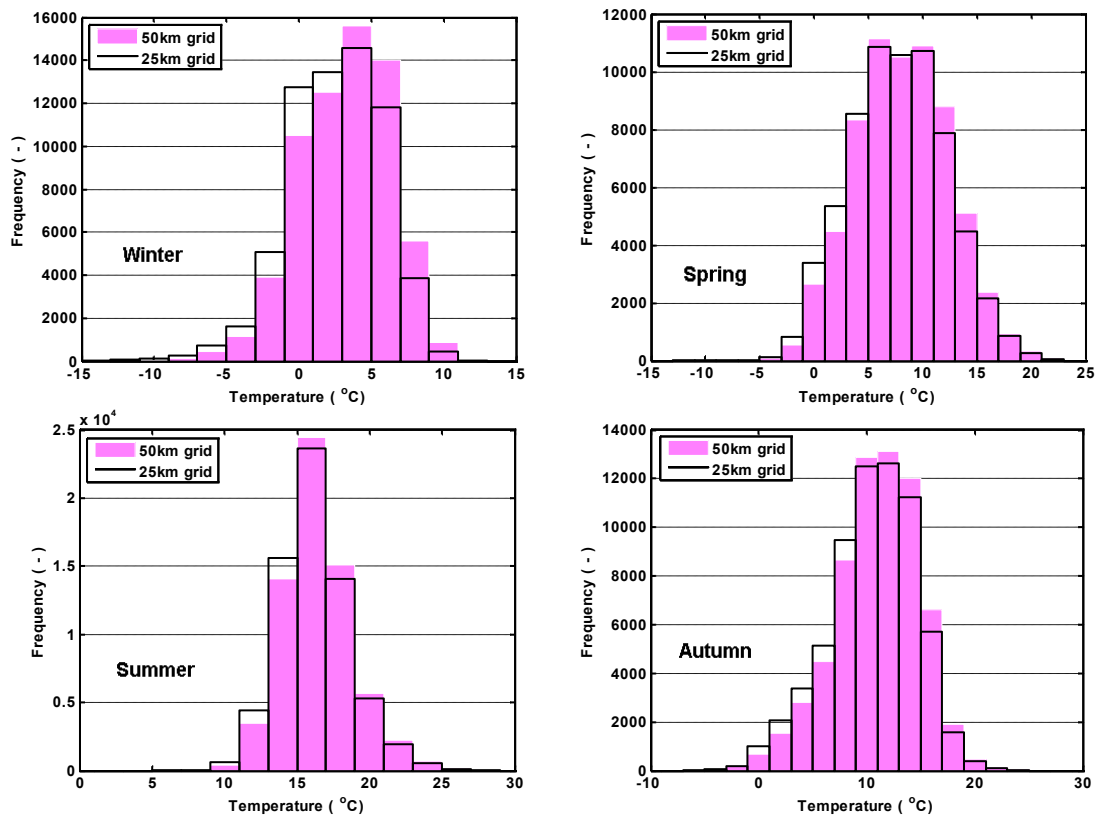 16000
14000
12000
10000
8000
6000
4000
2000
0
Frequency ( - )
50km grid
25km grid
Winter
-15 -10 -5 0 5 10 15
Temperature ( °C)
12000
10000
8000
6000
4000
2000
0
Frequency ( - )
50km grid
25km grid
Spring
-15 -10 -5 0 5 10 15 20 25
Temperature ( °C)
x 10^4
2.5
2
1.5
1
0.5
0
Frequency ( - )
50km grid
25km grid
Summer
0 5 10 15 20 25 30
Temperature ( °C)
14000
12000
10000
8000
6000
4000
2000
0
Frequency ( - )
50km grid
25km grid
Autumn
-10 0 10 20 30
Temperature ( °C)